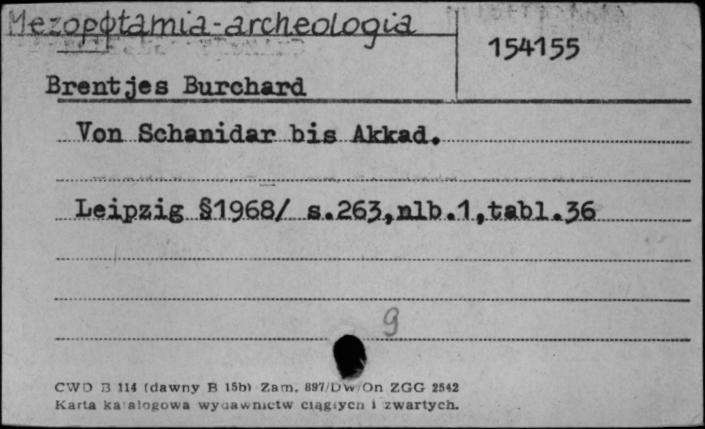 Mezopotamia-archeologia
154155
Brentjes Burchard
Von Schanidar bis Akkad.
Leipzig §1968/ s.263,nlb.1,tabl.36
9
CWD B 114 (dawny B 15b) Zam. 897/DW/On ZGG 2542
Karta katalogowa wydawnictw ciągłych i zwartych.